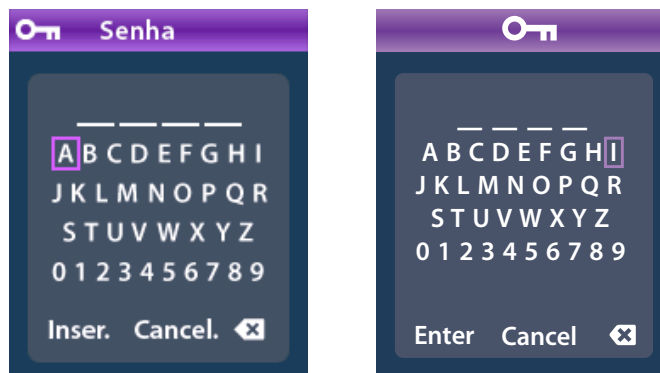 Senha
A B C D E F G H I
J K L M N O P Q R
S T U V W X Y Z
0 1 2 3 4 5 6 7 8 9
Inser. Cancel.
A B C D E F G H I
J K L M N O P Q R
S T U V W X Y Z
0 1 2 3 4 5 6 7 8 9
Enter Cancel